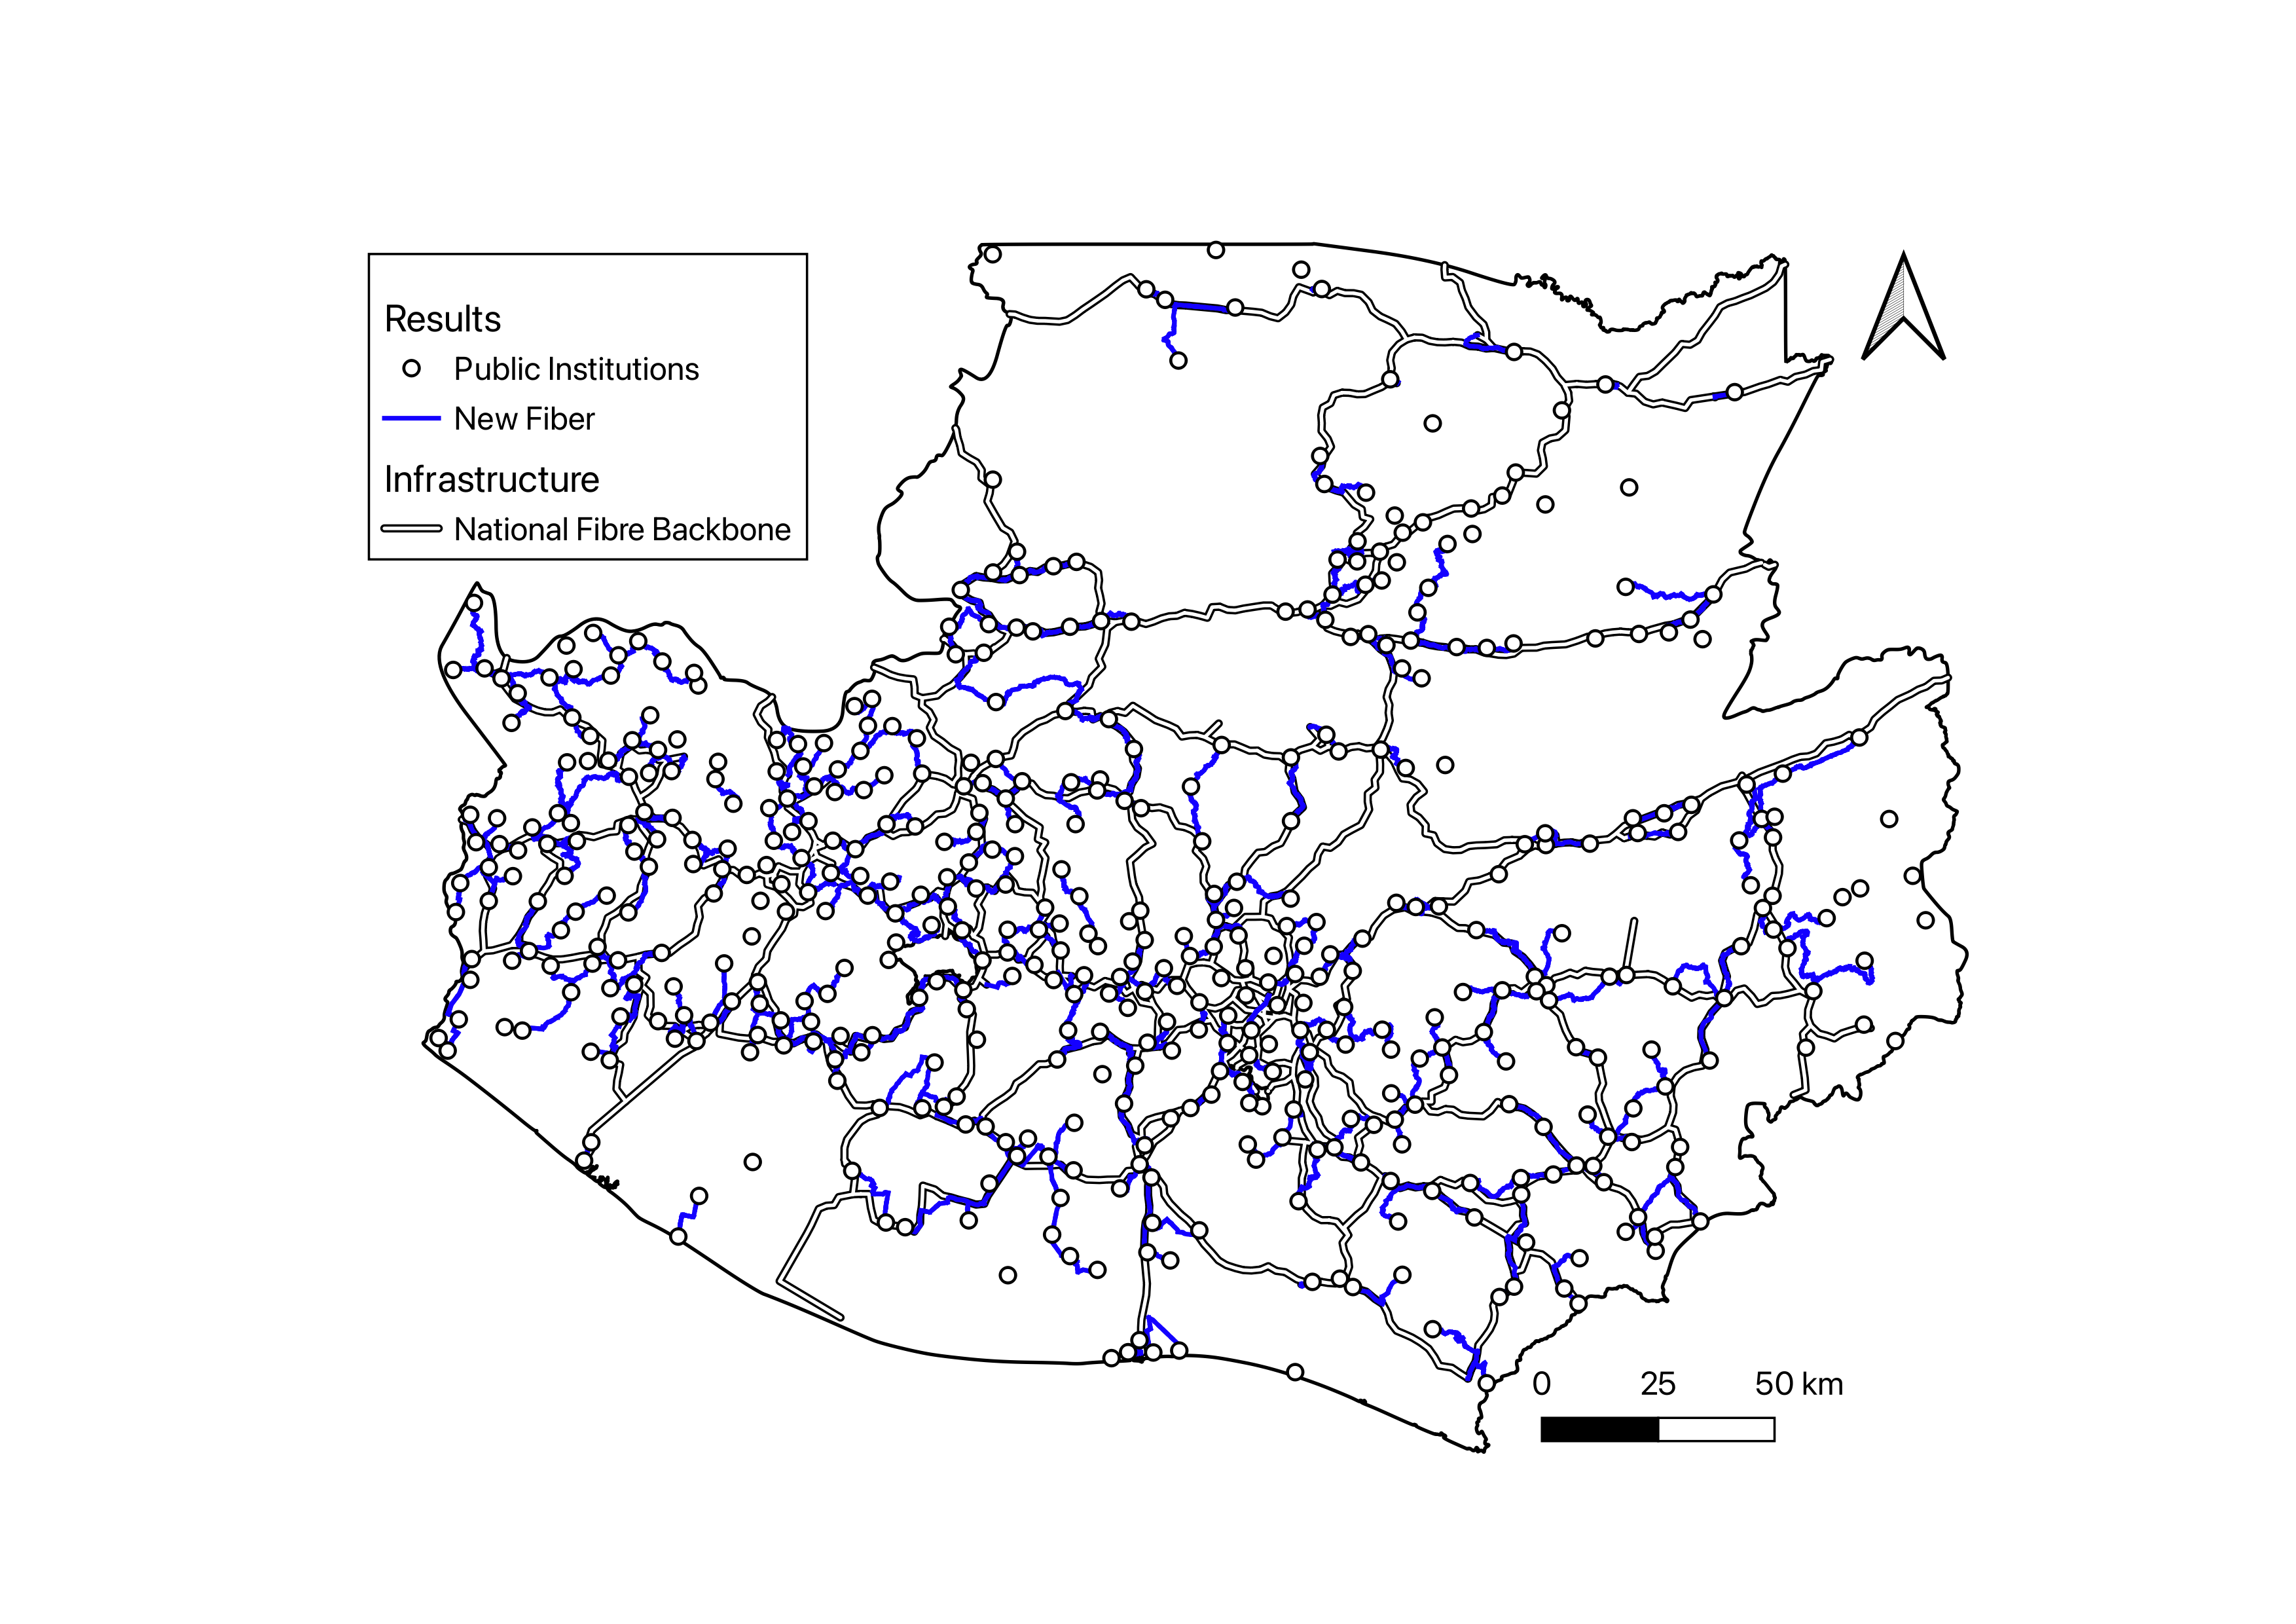 Results
Public Institutions
New Fiber
Infrastructure
National Fibre Backbone
0 25 50 km